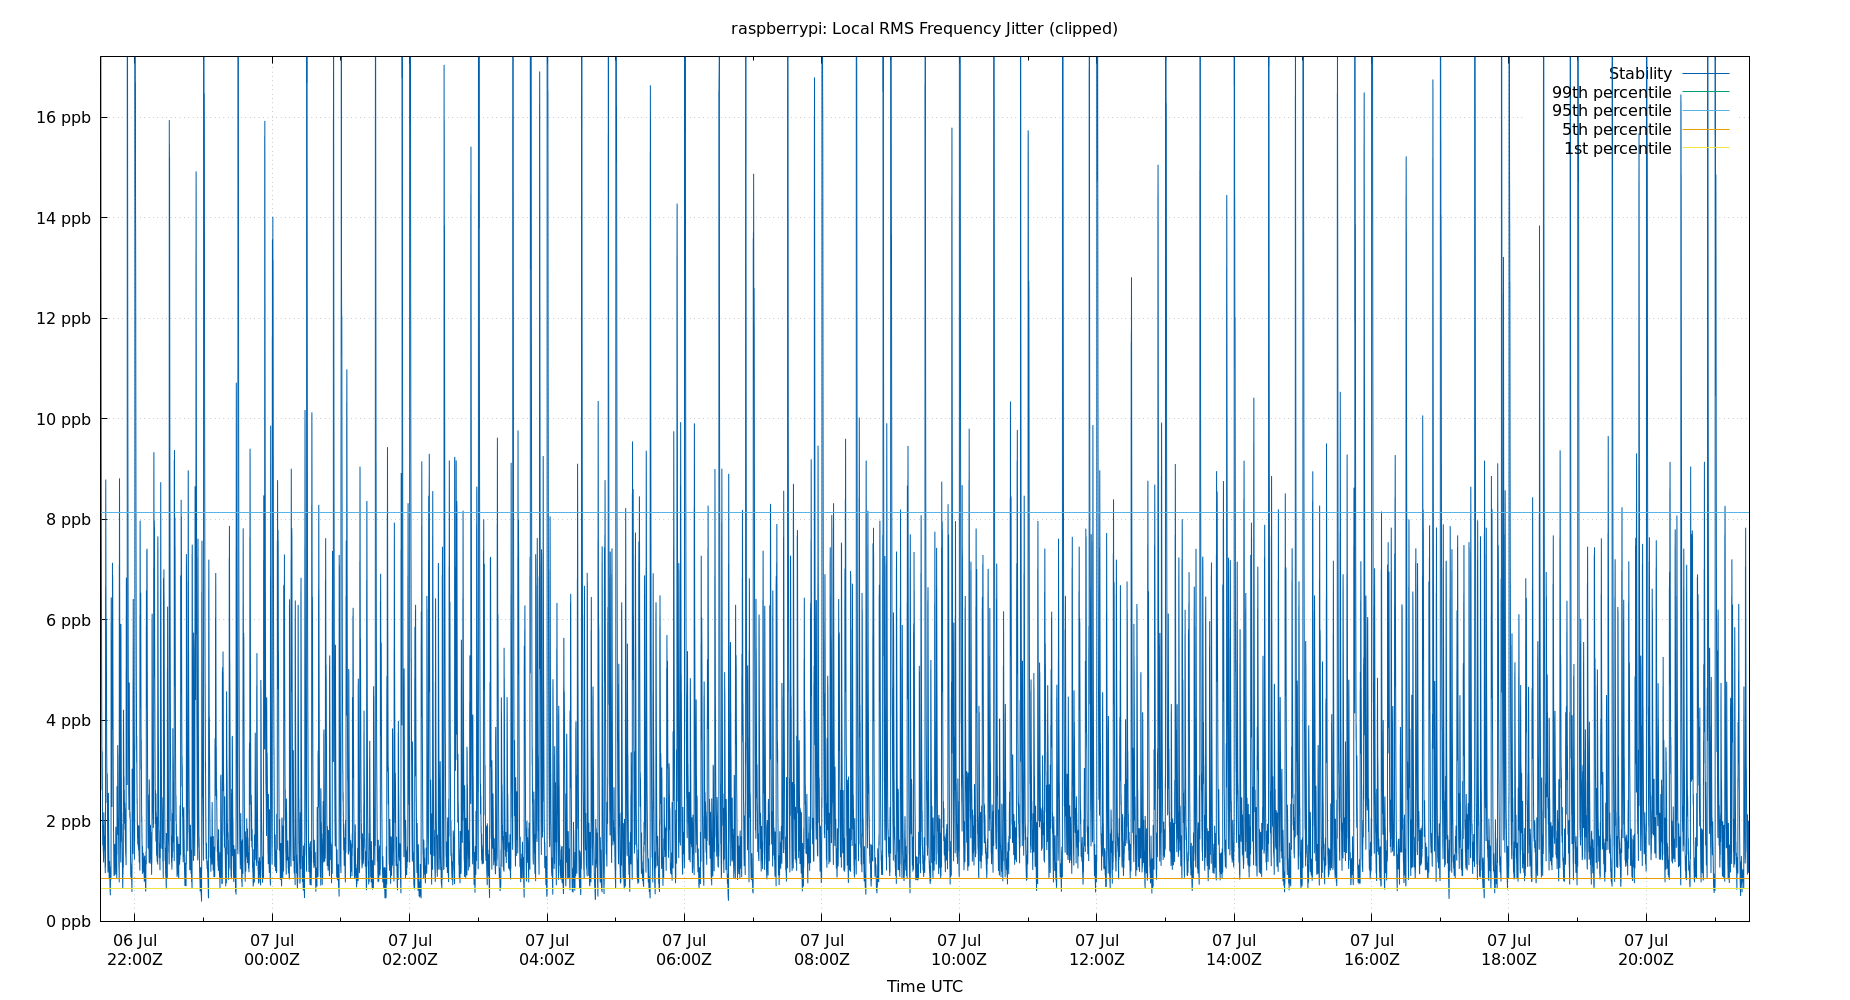 raspberrypi: Local RMS Frequency Jitter (clipped)
Stability
99th percentile
95th percentile
5th percentile
1st percentile
16 ppb
14 ppb
12 ppb
10 ppb
8 ppb
6 ppb
4 ppb
2 ppb
0 ppb
06 Jul 07 Jul 07 Jul 07 Jul 07 Jul 07 Jul 07 Jul 07 Jul 07 Jul 07 Jul 07 Jul 07 Jul
22:00Z 00:00Z 02:00Z 04:00Z 06:00Z 08:00Z 10:00Z 12:00Z 14:00Z 16:00Z 18:00Z 20:00Z
Time UTC